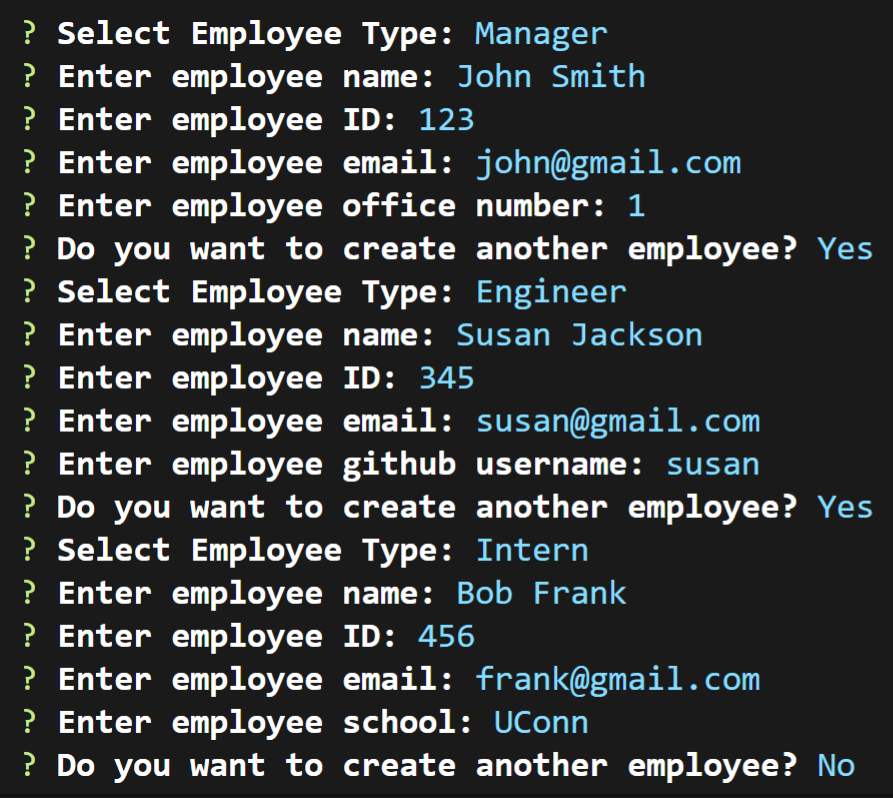 ? Select Employee Type: Manager
? Enter employee name: John Smith
? Enter employee ID: 123
? Enter employee email: john@gmail.com
? Enter employee office number: 1
? Do you want to create another employee? Yes
? Select Employee Type: Engineer
? Enter employee name: Susan Jackson
? Enter employee ID: 345
? Enter employee email: susan@gmail.com
? Enter employee github username: susan
? Do you want to create another employee? Yes
? Select Employee Type: Intern
? Enter employee name: Bob Frank
? Enter employee ID: 456
? Enter employee email: frank@gmail.com
? Enter employee school: UConn
? Do you want to create another employee? No